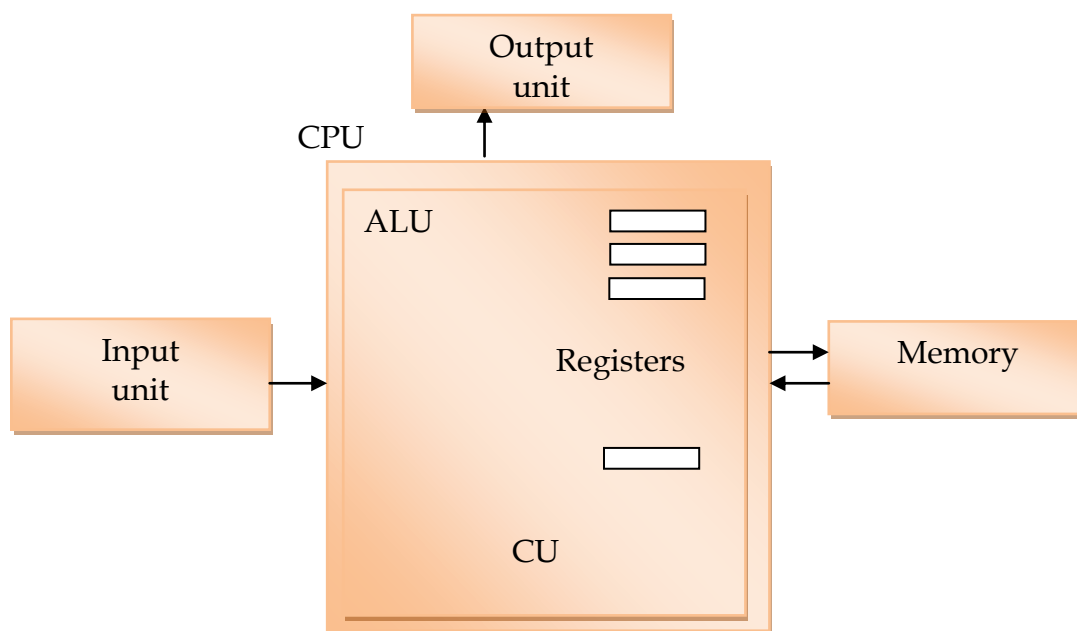 Output
unit
CPU
ALU
Input
unit
Registers
Memory
CU